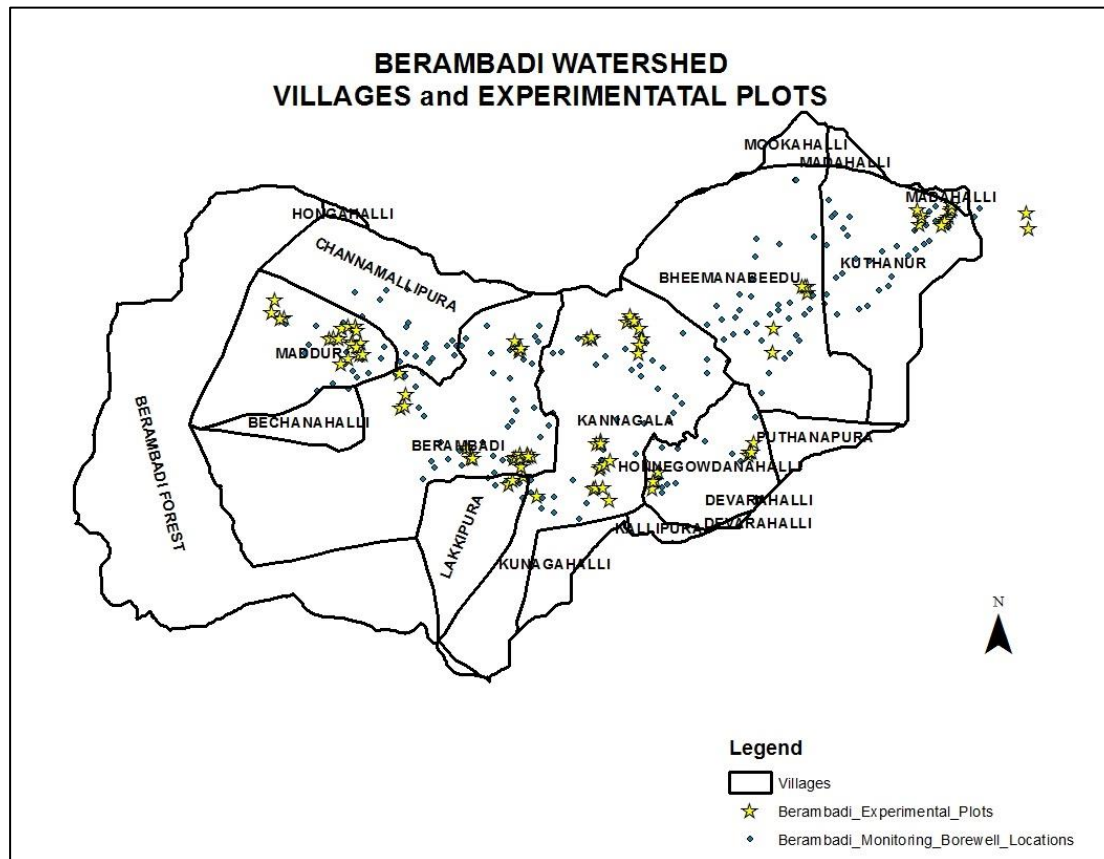 BERAMBADI WATERSHED
VILLAGES and EXPERIMENTATAL PLOTS
MOOKAHALLI
MADAHALLI
MADAHALLI
HONGAHALLI
CHANNAMALLIPURA
KUTHANUR
BHEEMANABEEDU
MADDUR
BECHANAHALLI
BERAMBADI FOREST
KANNAGALA
BERAMBADI
PUTHANAPURA
HONNEGOWDANAHALLI
DEVARAHALLI
DEVARAHALLI
KALLIPURA
LAKKIPURA
KUNAGAHALLI
N
Legend
Villages
Berambadi_Experimental_Plots
Berambadi_Monitoring_Borewell_Locations